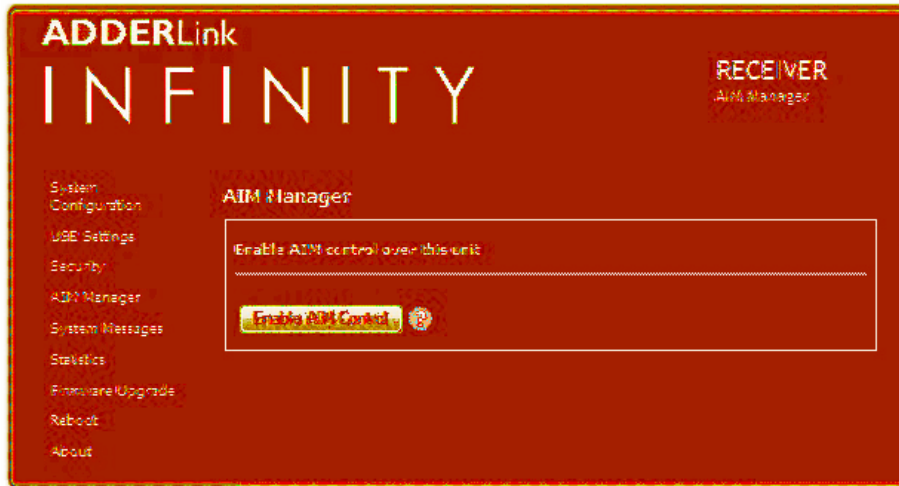 ADDERLink
INFINITY
RECEIVER
AIM Manager
System
Configuration
USB Settings
Security
AIM Manager
System Messages
Statistics
Firmware Upgrade
Reboot
About
AIM Manager
Enable AIM control over this unit
Enable AIM Control
?